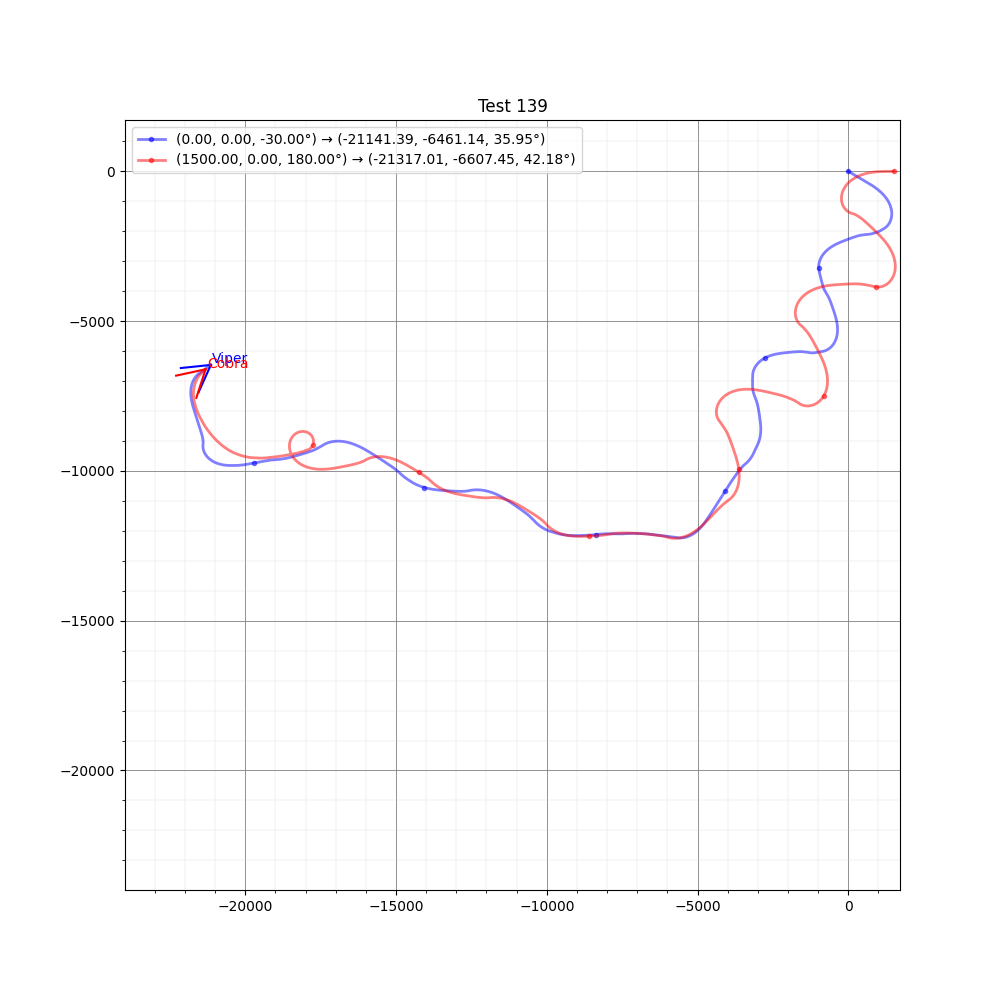 Test 139
(0.00, 0.00, -30.00°) → (-21141.39, -6461.14, 35.95°)
(1500.00, 0.00, 180.00°) → (-21317.01, -6607.45, 42.18°)
0
−5000
−10000
−15000
−20000
Viper
Cobra
−20000 −15000 −10000 −5000 0